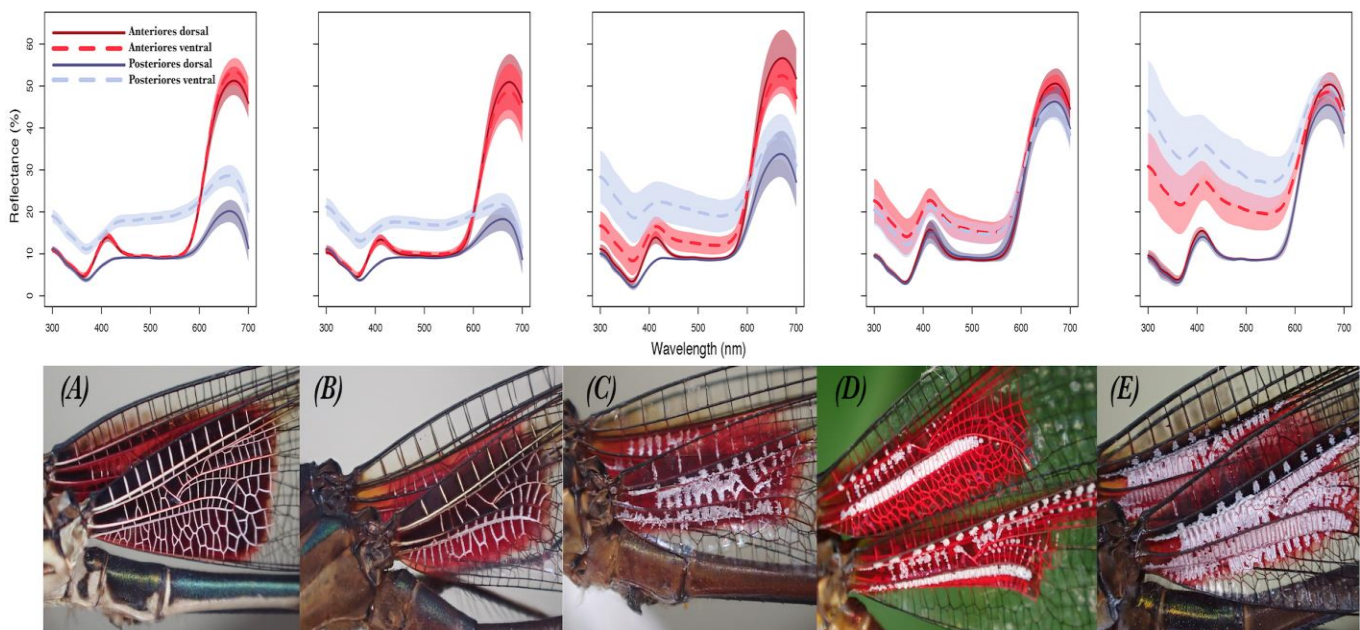 Anteriores dorsal
Anteriores ventral
Posteriores dorsal
Posteriores ventral
Reflectance (%)
0 10 20 30 40 50 60
300 400 500 600 700
300 400 500 600 700
300 400 500 600 700
300 400 500 600 700
300 400 500 600 700
Wavelength (nm)
(A) (B) (C) (D) (E)